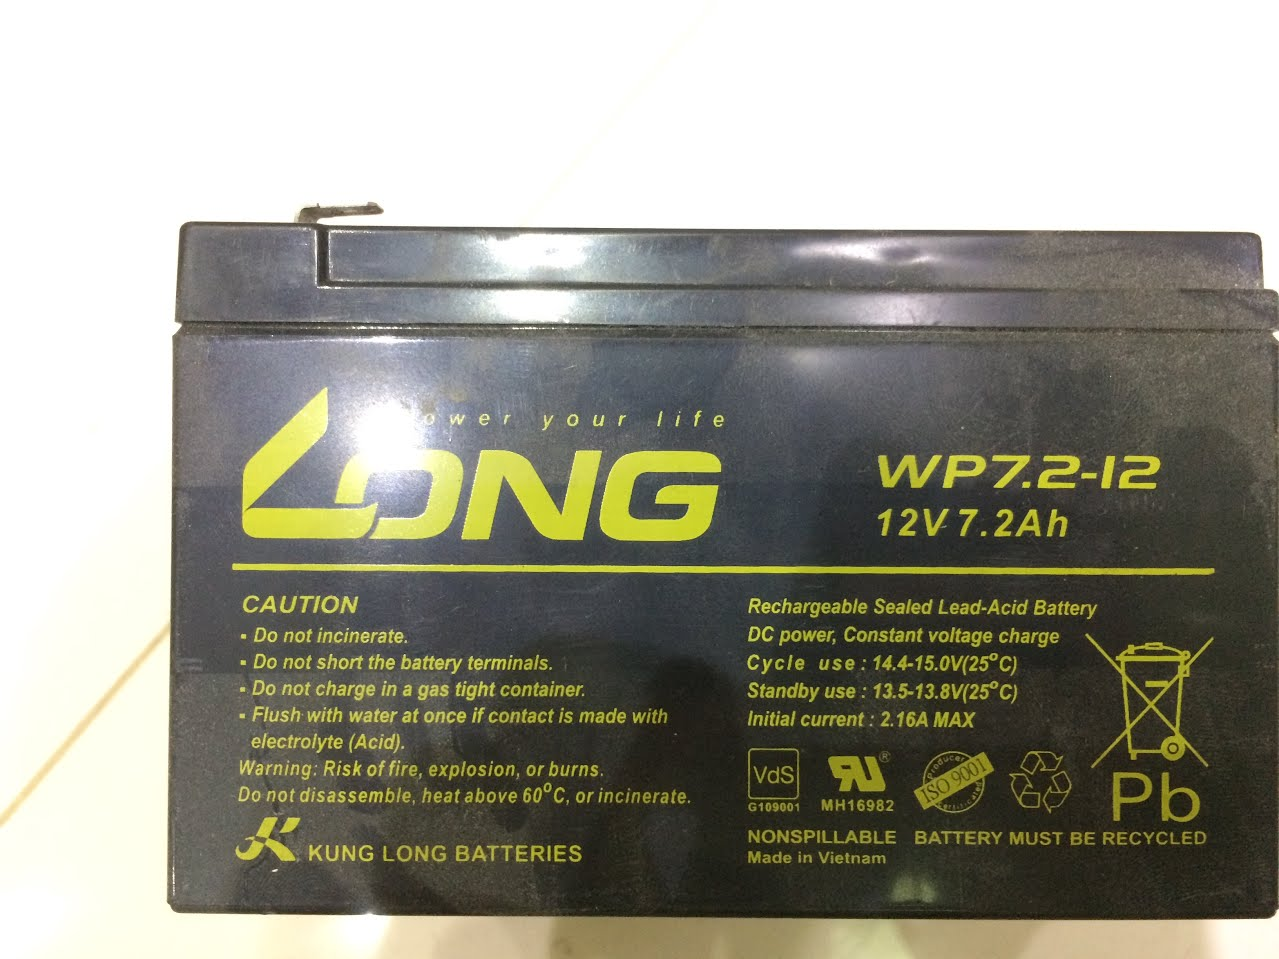 ower your life
LONG
WP7.2-12
12V 7.2Ah
CAUTION
▪ Do not incinerate.
▪ Do not short the battery terminals.
▪ Do not charge in a gas tight container.
▪ Flush with water at once if contact is made with
electrolyte (Acid).
Warning: Risk of fire, explosion, or burns.
Do not disassemble, heat above 60°C, or incinerate.
KUNG LONG BATTERIES
Rechargeable Sealed Lead-Acid Battery
DC power, Constant voltage charge
Cycle use : 14.4-15.0V(25°C)
Standby use : 13.5-13.8V(25°C)
Initial current : 2.16A MAX
VdS
G109001
RU®
MH16982
Producer
ISO 9001
Pb
NONSPILLABLE BATTERY MUST BE RECYCLED
Made in Vietnam